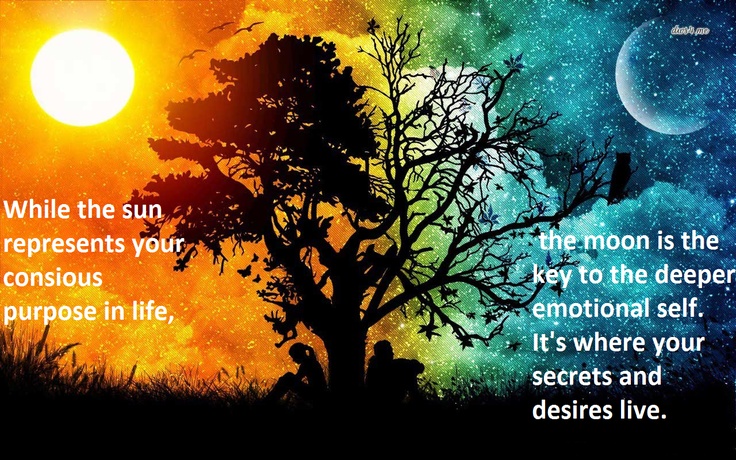 While the sun
represents your
consious
purpose in life,
the moon is the
key to the deeper
emotional self.
It's where your
secrets and
desires live.